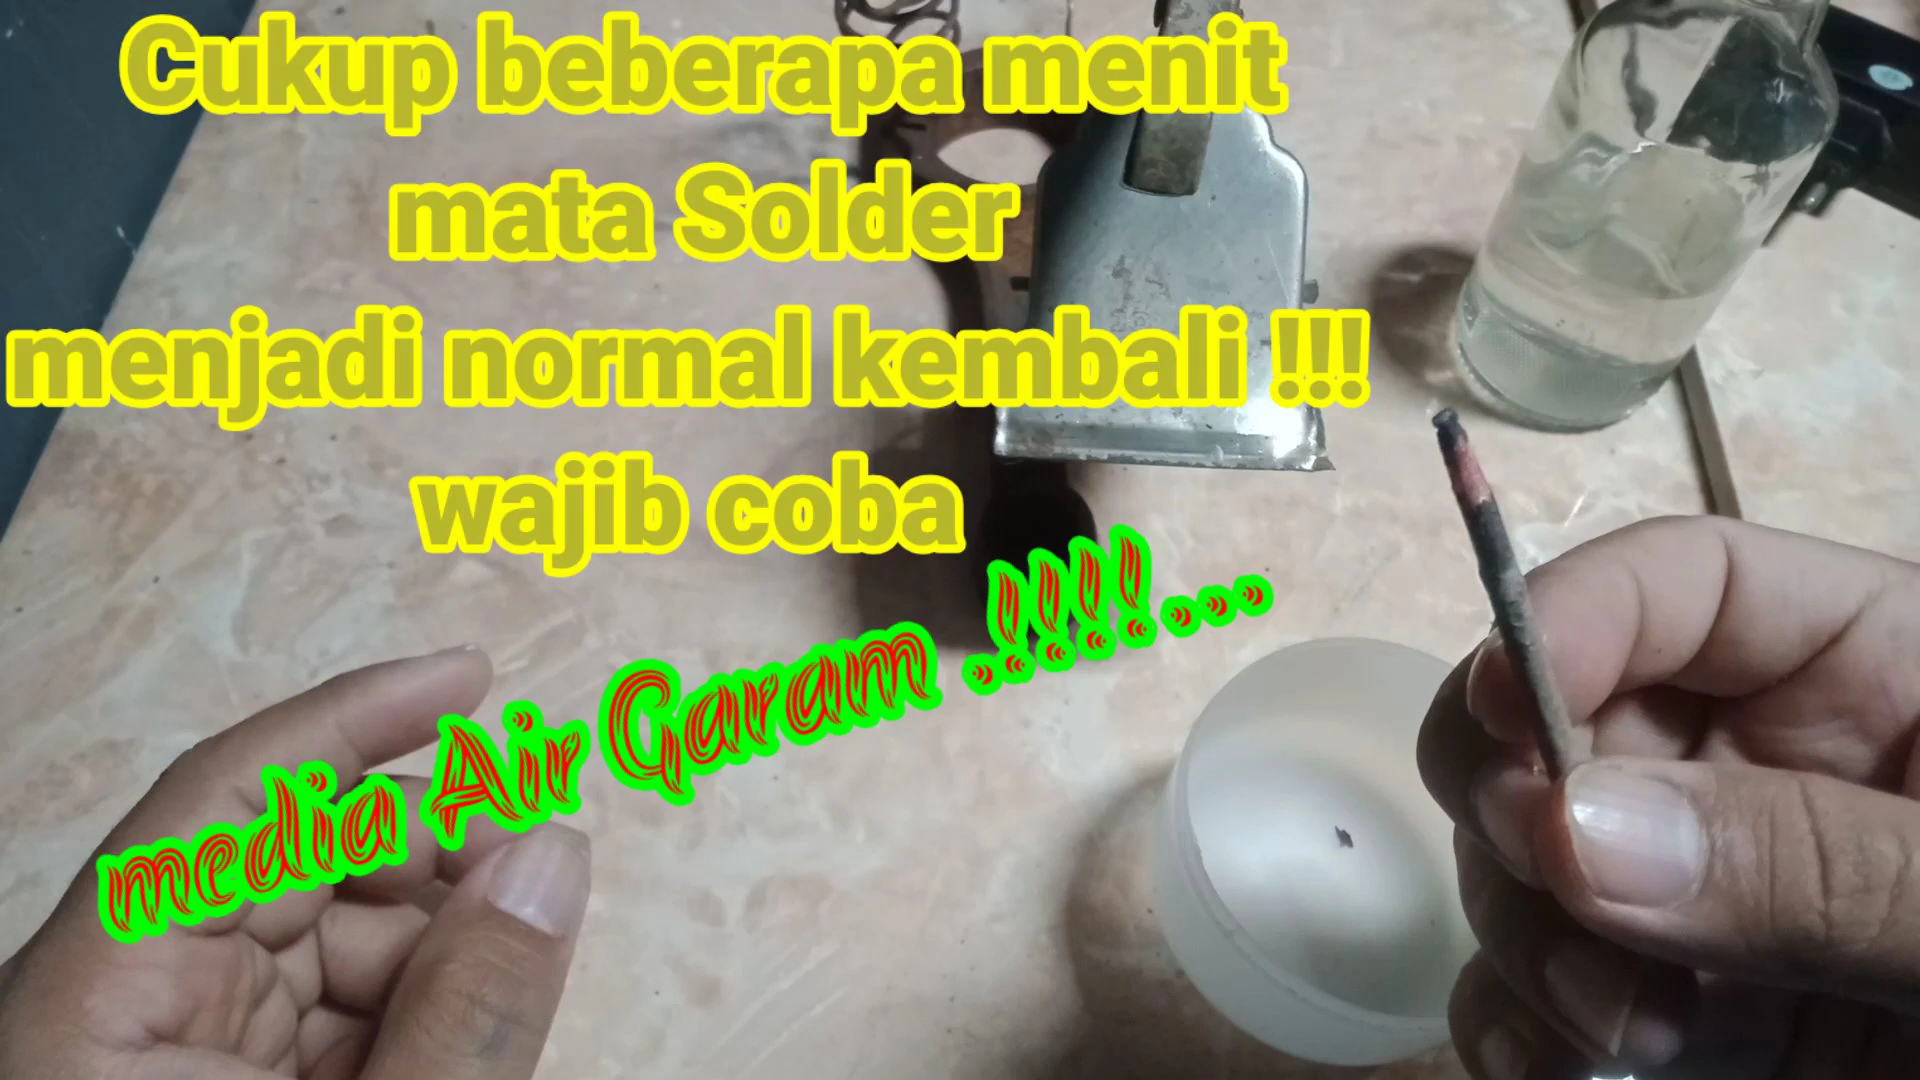 Cukup beberapa menit
mata Solder
menjadi normal kembali !!!
wajib coba
media Air Garam .!!!!...